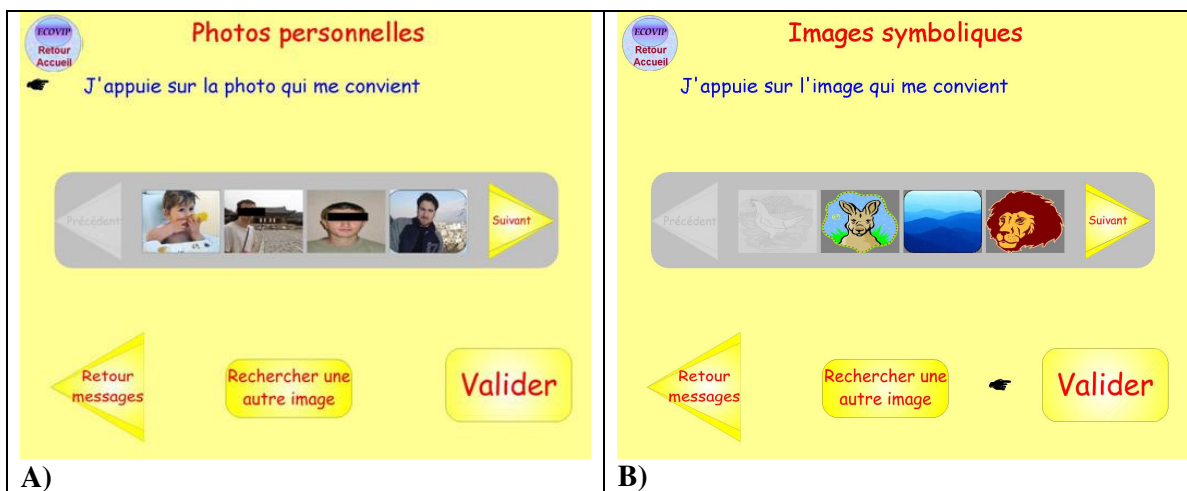 ECOVIP
Retour
Accueil
Photos personnelles
J'appuie sur la photo qui me convient
Précédent
Suivant
Retour
messages
Rechercher une
autre image
Valider
A)
ECOVIP
Retour
Accueil
Images symboliques
J'appuie sur l'image qui me convient
Précédent
Suivant
Retour
messages
Rechercher une
autre image
Valider
B)